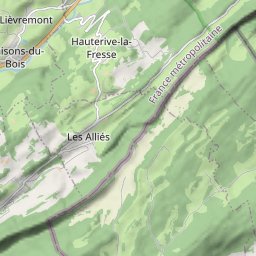 Lièvremont
Hauterive-la-
Fresse
isons-du-
Bois
France métropolitaine
Les Alliés